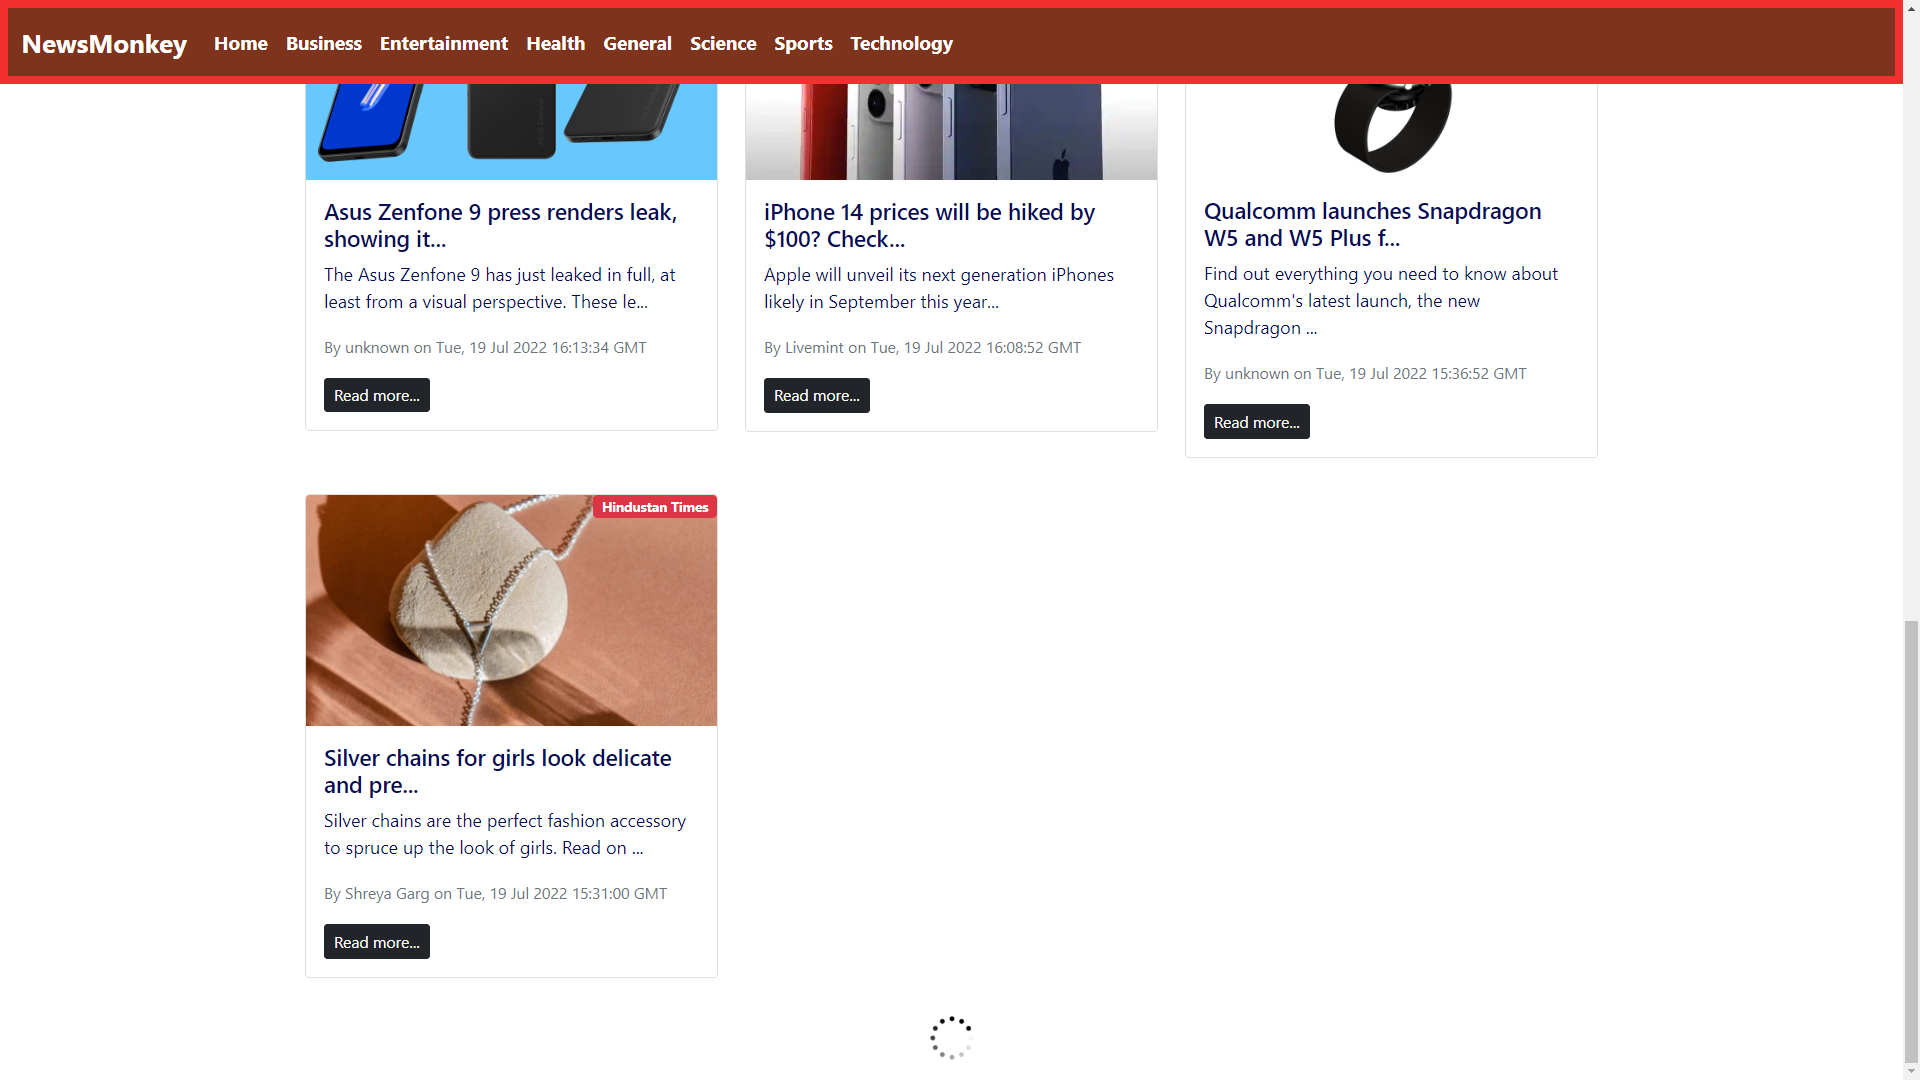 NewsMonkey Home Business Entertainment Health General Science Sports Technology
Asus Zenfone 9 press renders leak,
showing it...
The Asus Zenfone 9 has just leaked in full, at
least from a visual perspective. These le...
By unknown on Tue, 19 Jul 2022 16:13:34 GMT
Read more...
iPhone 14 prices will be hiked by
$100? Check...
Apple will unveil its next generation iPhones
likely in September this year...
By Livemint on Tue, 19 Jul 2022 16:08:52 GMT
Read more...
Qualcomm launches Snapdragon
W5 and W5 Plus f...
Find out everything you need to know about
Qualcomm's latest launch, the new
Snapdragon ...
By unknown on Tue, 19 Jul 2022 15:36:52 GMT
Read more...
Hindustan Times
Silver chains for girls look delicate
and pre...
Silver chains are the perfect fashion accessory
to spruce up the look of girls. Read on ...
By Shreya Garg on Tue, 19 Jul 2022 15:31:00 GMT
Read more...